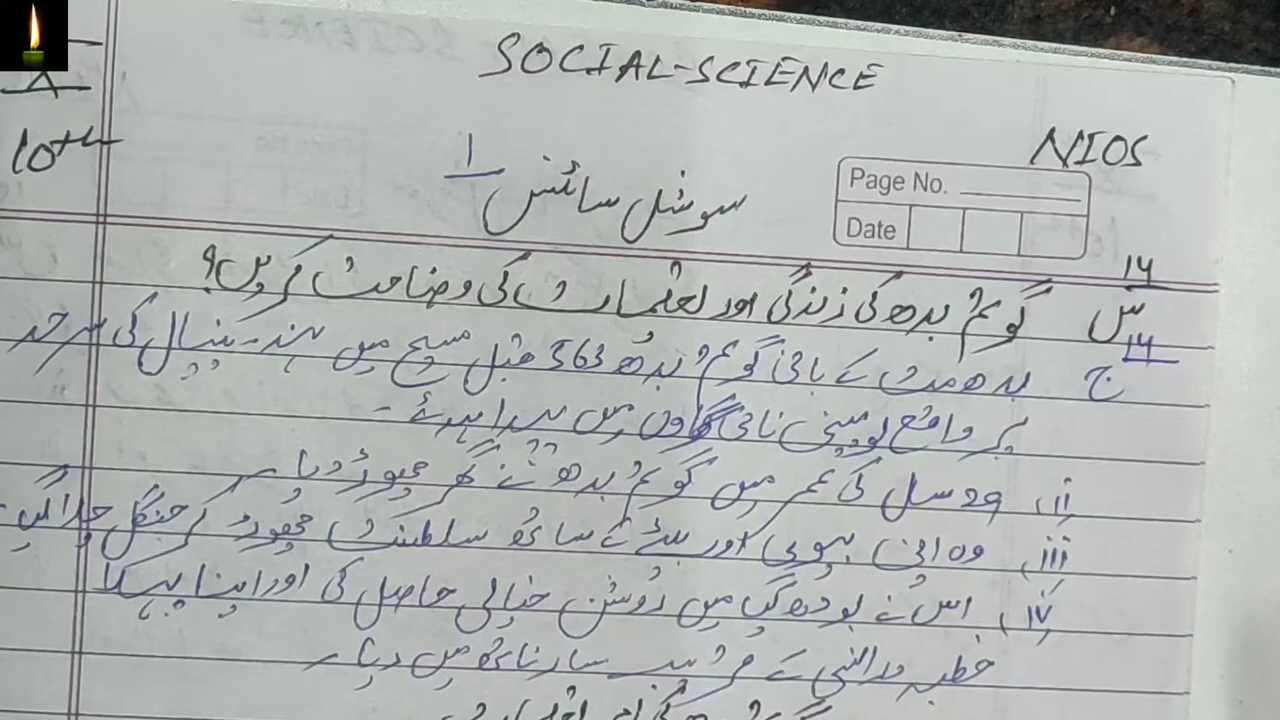 SOCIAL-SCIENCE
10th
NIOS
سوشل سائنس 1
Page No.
Date
س 14 گوتم بدھ کی زندگی اور تعلیمات کی وضاحت کریں؟
ج 14 بدھ مت کے بانی گوتم بدھ 563 قبل مسیح میں ہند-نیپال کی سرحد
پر واقع لومبنی نامی گاوں میں پیدا ہوئے -
ii, سال کی عمر میں گوتم بدھ نے گھر چھوڑ دیا -
iii, وہ اپنی بیوی اور بیٹے کے ساتھ سلطنت چھوڑ کر جنگل چلا گیا -
iv, اس نے بودھ گیا میں روشن خیالی حاصل کی اور اپنا پہلا
خطبہ وارانسی کے قریب سارناتھ میں دیا -